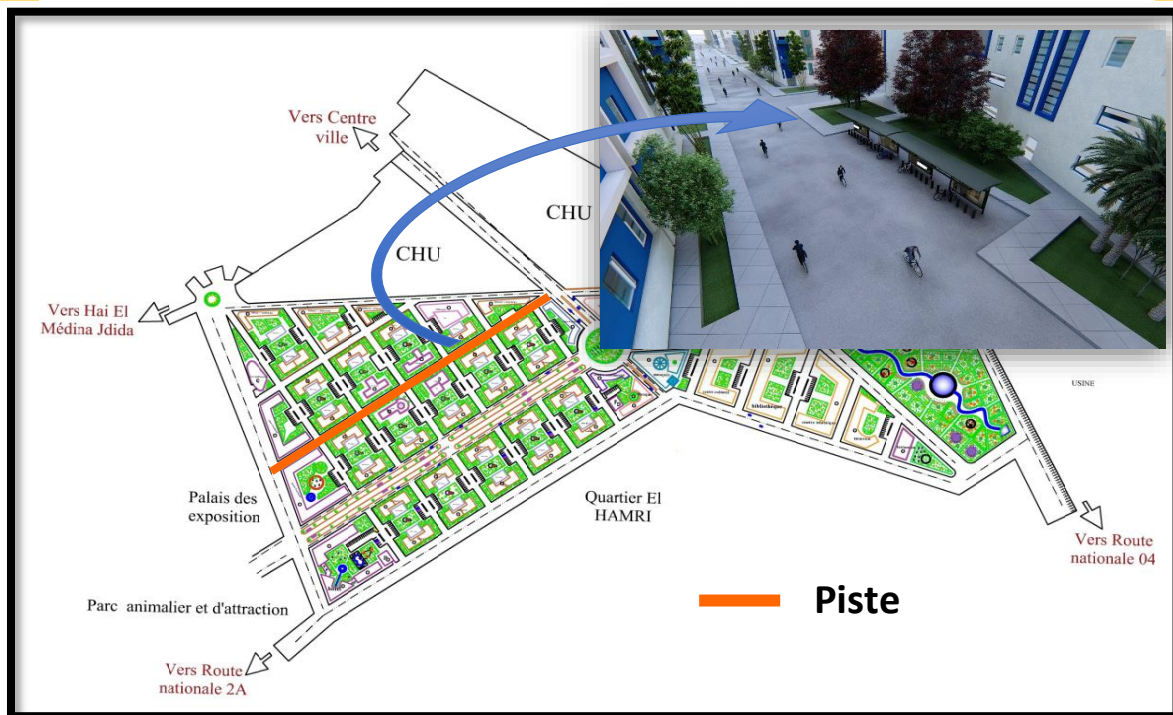 Vers Centre
ville
CHU
CHU
Vers Hai El
Médina Jdida
USINE
bibliothèque
Palais des
exposition
Quartier El
HAMRI
Vers Route
nationale 04
Piste
Parc animalier et d'attraction
Vers Route
nationale 2A